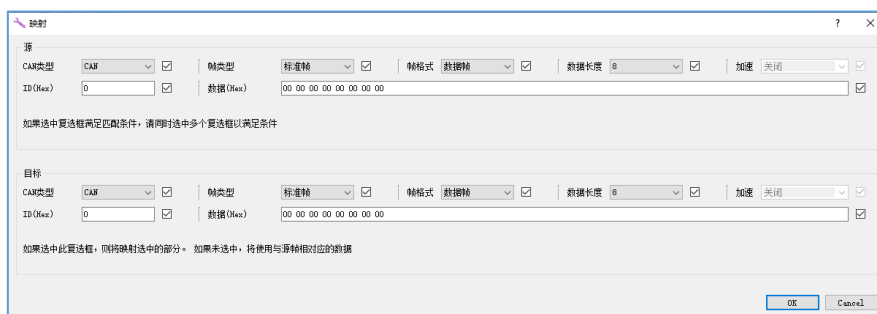 映射 ?
源
CAN类型 CAN 帧类型 标准帧 帧格式 数据帧 数据长度 8 加速 关闭
ID(Hex) 0 数据(Hex) 00 00 00 00 00 00 00 00
如果选中复选框满足匹配条件，请同时选中多个复选框以满足条件
目标
CAN类型 CAN 帧类型 标准帧 帧格式 数据帧 数据长度 8 加速 关闭
ID(Hex) 0 数据(Hex) 00 00 00 00 00 00 00 00
如果选中此复选框，则将映射选中的部分。 如果未选中，将使用与源帧相对应的数据
OK Cancel